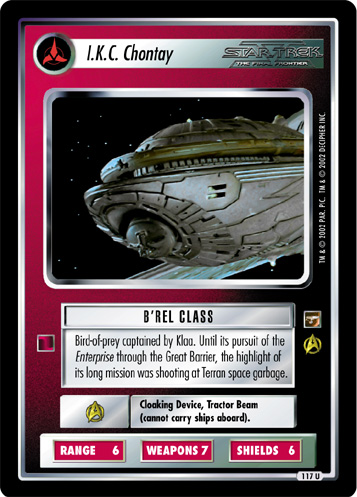 I.K.C. Chontay
STAR TREK
V
THE FINAL FRONTIER
TM & © 2002 PAR. PIC. TM & © 2002 DECIPHER INC.
B'REL CLASS
Bird-of-prey captained by Klaa. Until its pursuit of
the Enterprise through the Great Barrier, the highlight of
its long mission was shooting at Terran space garbage.
Cloaking Device, Tractor Beam
(cannot carry ships aboard).
RANGE 6 WEAPONS 7 SHIELDS 6
117 U